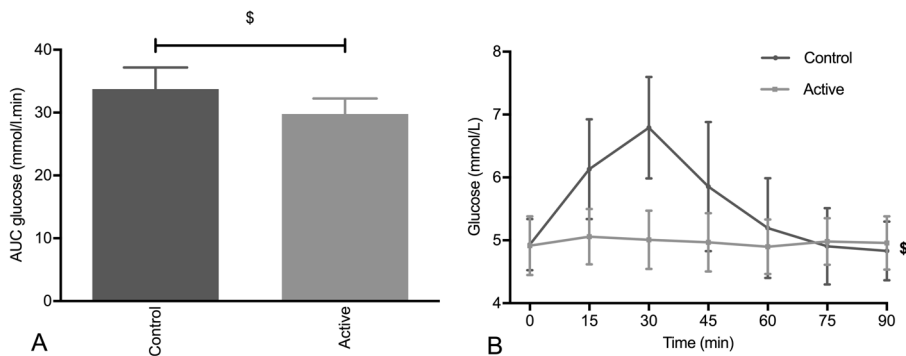 $
AUC glucose (mmol/l.min)
40
30
20
10
0
Control
Active
A
Glucose (mmol/L)
8
7
6
5
4
Control
Active
$
0 15 30 45 60 75 90
Time (min)
B